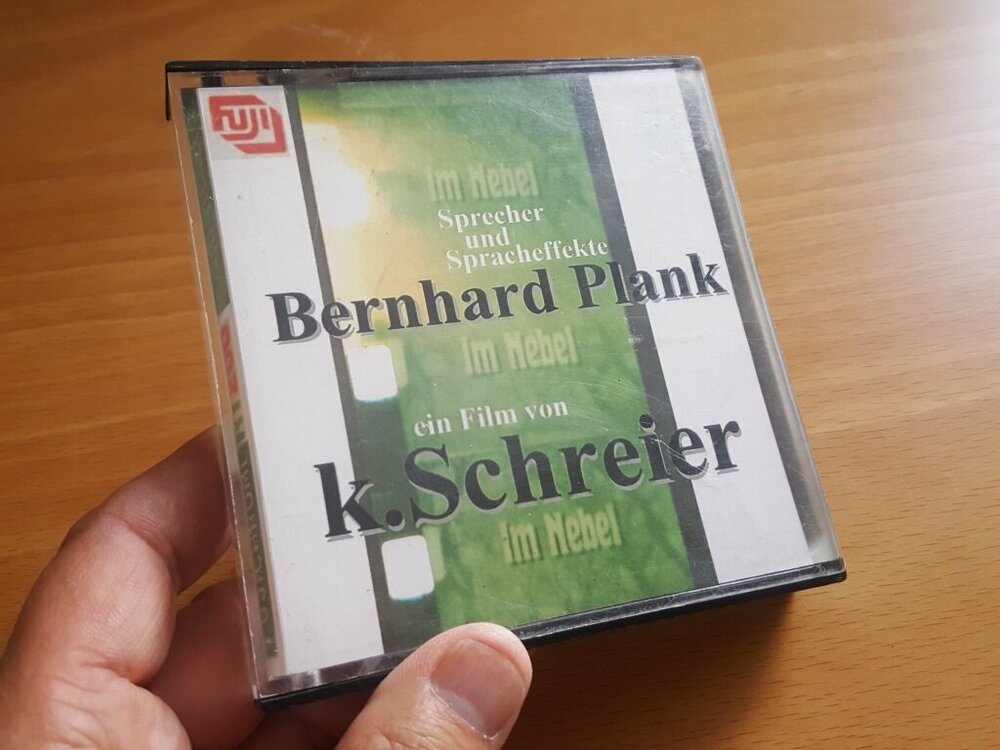 FUJI
im Nebel
Sprecher
und
Spracheffekte
Bernhard Plank
im Nebel
ein Film von
k.Schreier
im Nebel